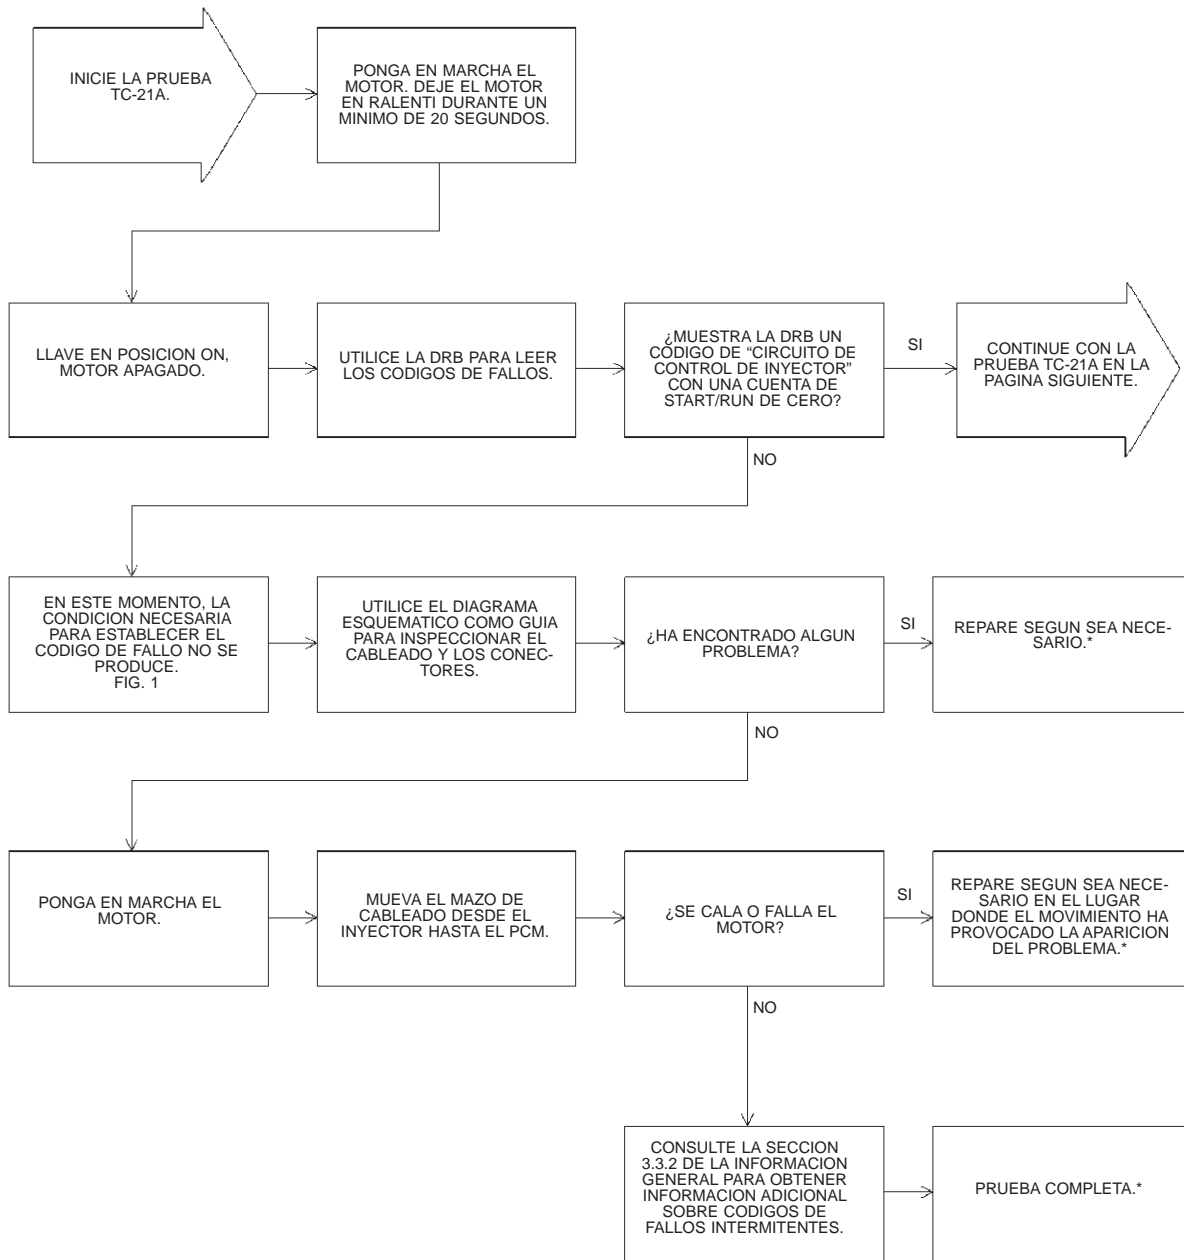 INICIE LA PRUEBA
TC-21A.
PONGA EN MARCHA EL
MOTOR. DEJE EL MOTOR
EN RALENTI DURANTE UN
MINIMO DE 20 SEGUNDOS.
LLAVE EN POSICION ON,
MOTOR APAGADO.
UTILICE LA DRB PARA LEER
LOS CODIGOS DE FALLOS.
¿MUESTRA LA DRB UN
CODIGO DE “CIRCUITO DE
CONTROL DE INYECTOR”
CON UNA CUENTA DE
START/RUN DE CERO?
SI
CONTINUE CON LA
PRUEBA TC-21A EN LA
PAGINA SIGUIENTE.
NO
EN ESTE MOMENTO, LA
CONDICION NECESARIA
PARA ESTABLECER EL
CODIGO DE FALLO NO SE
PRODUCE.
FIG. 1
UTILICE EL DIAGRAMA
ESQUEMATICO COMO GUIA
PARA INSPECCIONAR EL
CABLEADO Y LOS CONEC-
TORES.
¿HA ENCONTRADO ALGUN
PROBLEMA?
SI
REPARE SEGUN SEA NECE-
SARIO.*
NO
PONGA EN MARCHA EL
MOTOR.
MUEVA EL MAZO DE
CABLEADO DESDE EL
INYECTOR HASTA EL PCM.
¿SE CALA O FALLA EL
MOTOR?
SI
REPARE SEGUN SEA NECE-
SARIO EN EL LUGAR
DONDE EL MOVIMIENTO HA
PROVOCADO LA APARICION
DEL PROBLEMA.*
NO
CONSULTE LA SECCION
3.3.2 DE LA INFORMACION
GENERAL PARA OBTENER
INFORMACION ADICIONAL
SOBRE CODIGOS DE
FALLOS INTERMITENTES.
PRUEBA COMPLETA.*